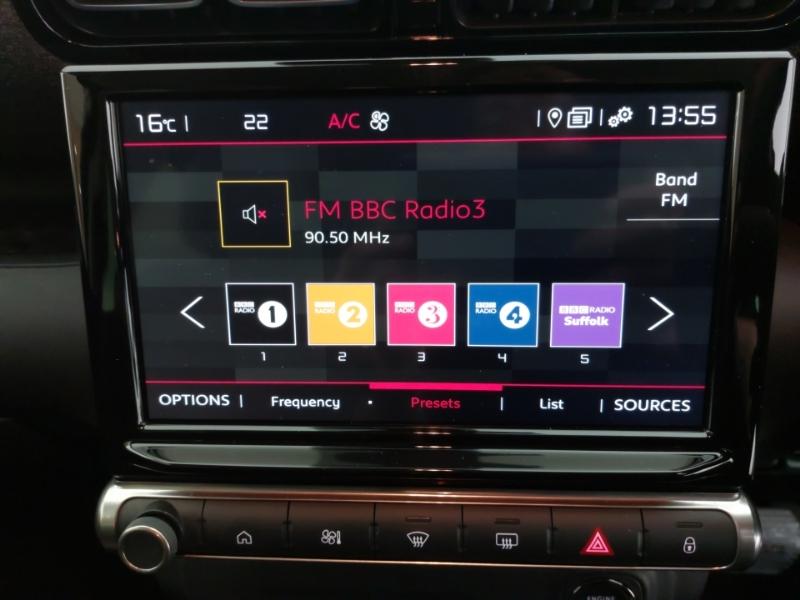 16°C 22 A/C 13:55
Band
FM
FM BBC Radio3
90.50 MHz
BBC RADIO 1 BBC RADIO 2 BBC RADIO 3 BBC RADIO 4 BBC RADIO Suffolk
1 2 3 4 5
OPTIONS | Frequency · Presets | List | SOURCES
ENGINE